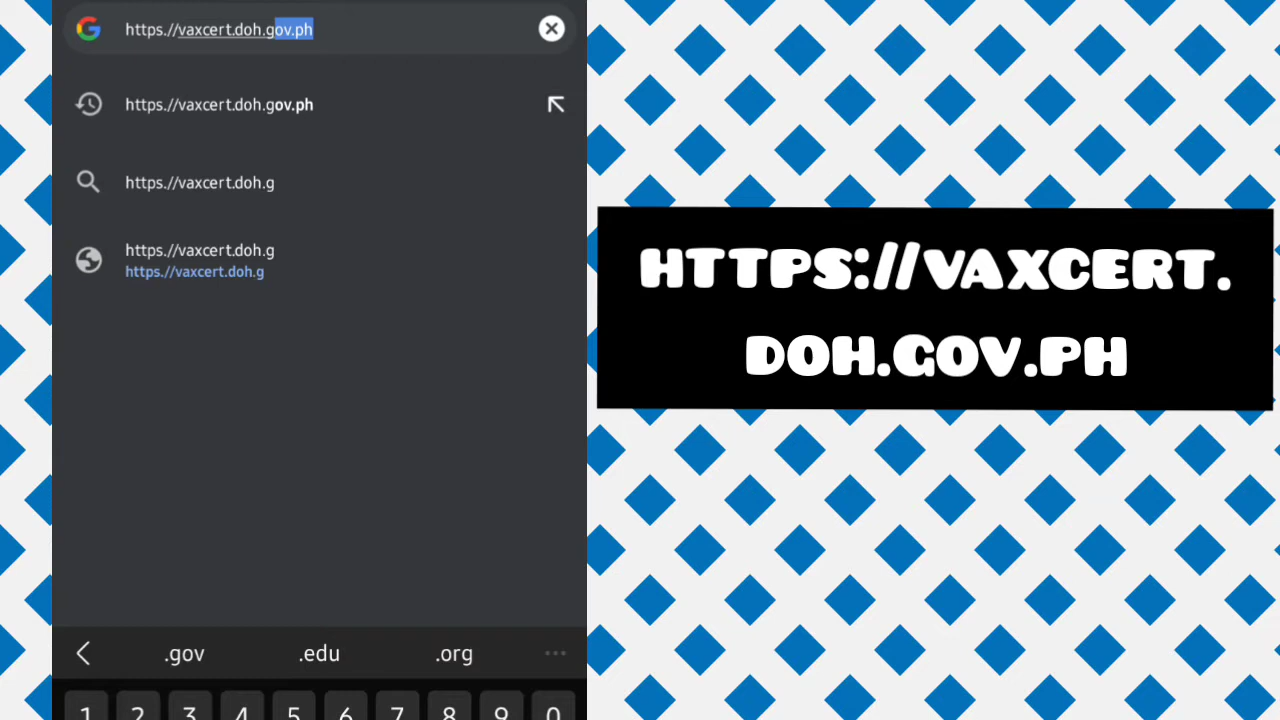 https://vaxcert.doh.gov.ph
https://vaxcert.doh.gov.ph
https://vaxcert.doh.g
https://vaxcert.doh.g
https://vaxcert.doh.g
.gov .edu .org ...
1 2 3 4 5 6 7 8 9 0
HTTPS://VAXCERT.
DOH.GOV.PH